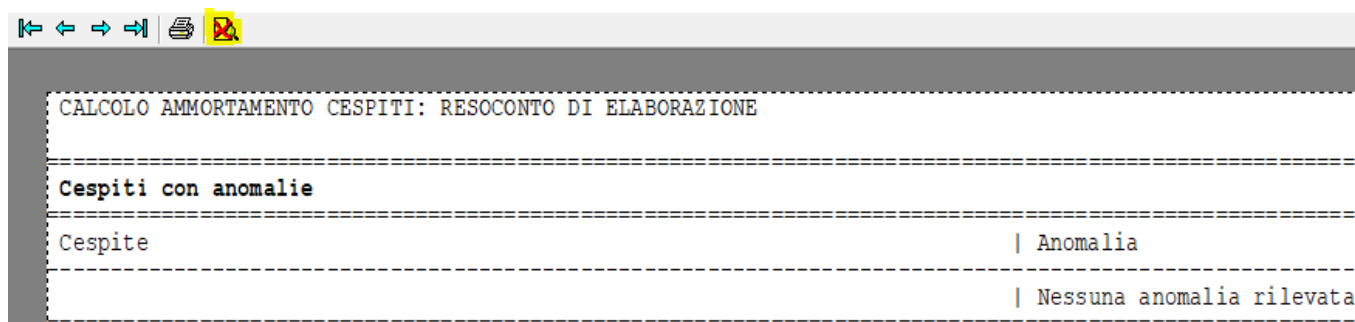 CALCOLO AMMORTAMENTO CESPITI: RESOCONTO DI ELABORAZIONE
Cespiti con anomalie
Cespite | Anomalia
| Nessuna anomalia rilevata